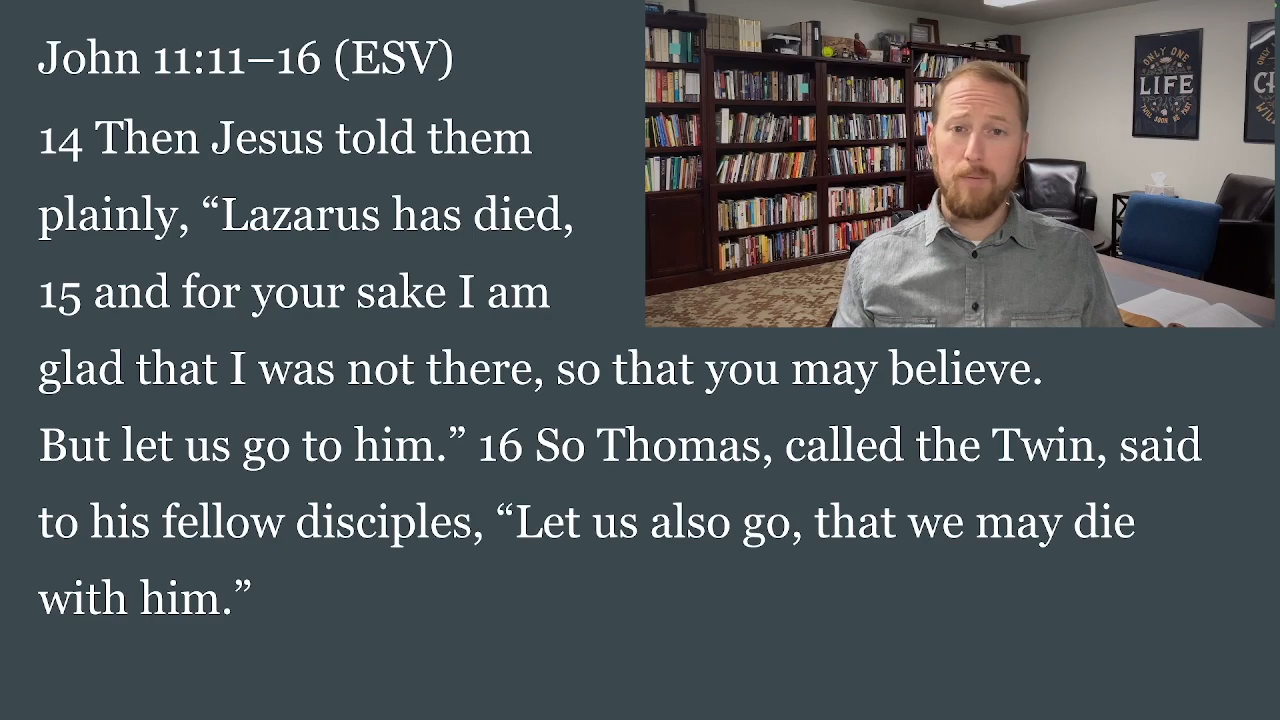 John 11:11–16 (ESV)
14 Then Jesus told them
plainly, “Lazarus has died,
15 and for your sake I am
glad that I was not there, so that you may believe.
But let us go to him.” 16 So Thomas, called the Twin, said
to his fellow disciples, “Let us also go, that we may die
with him.”
ONLY ONE
LIFE